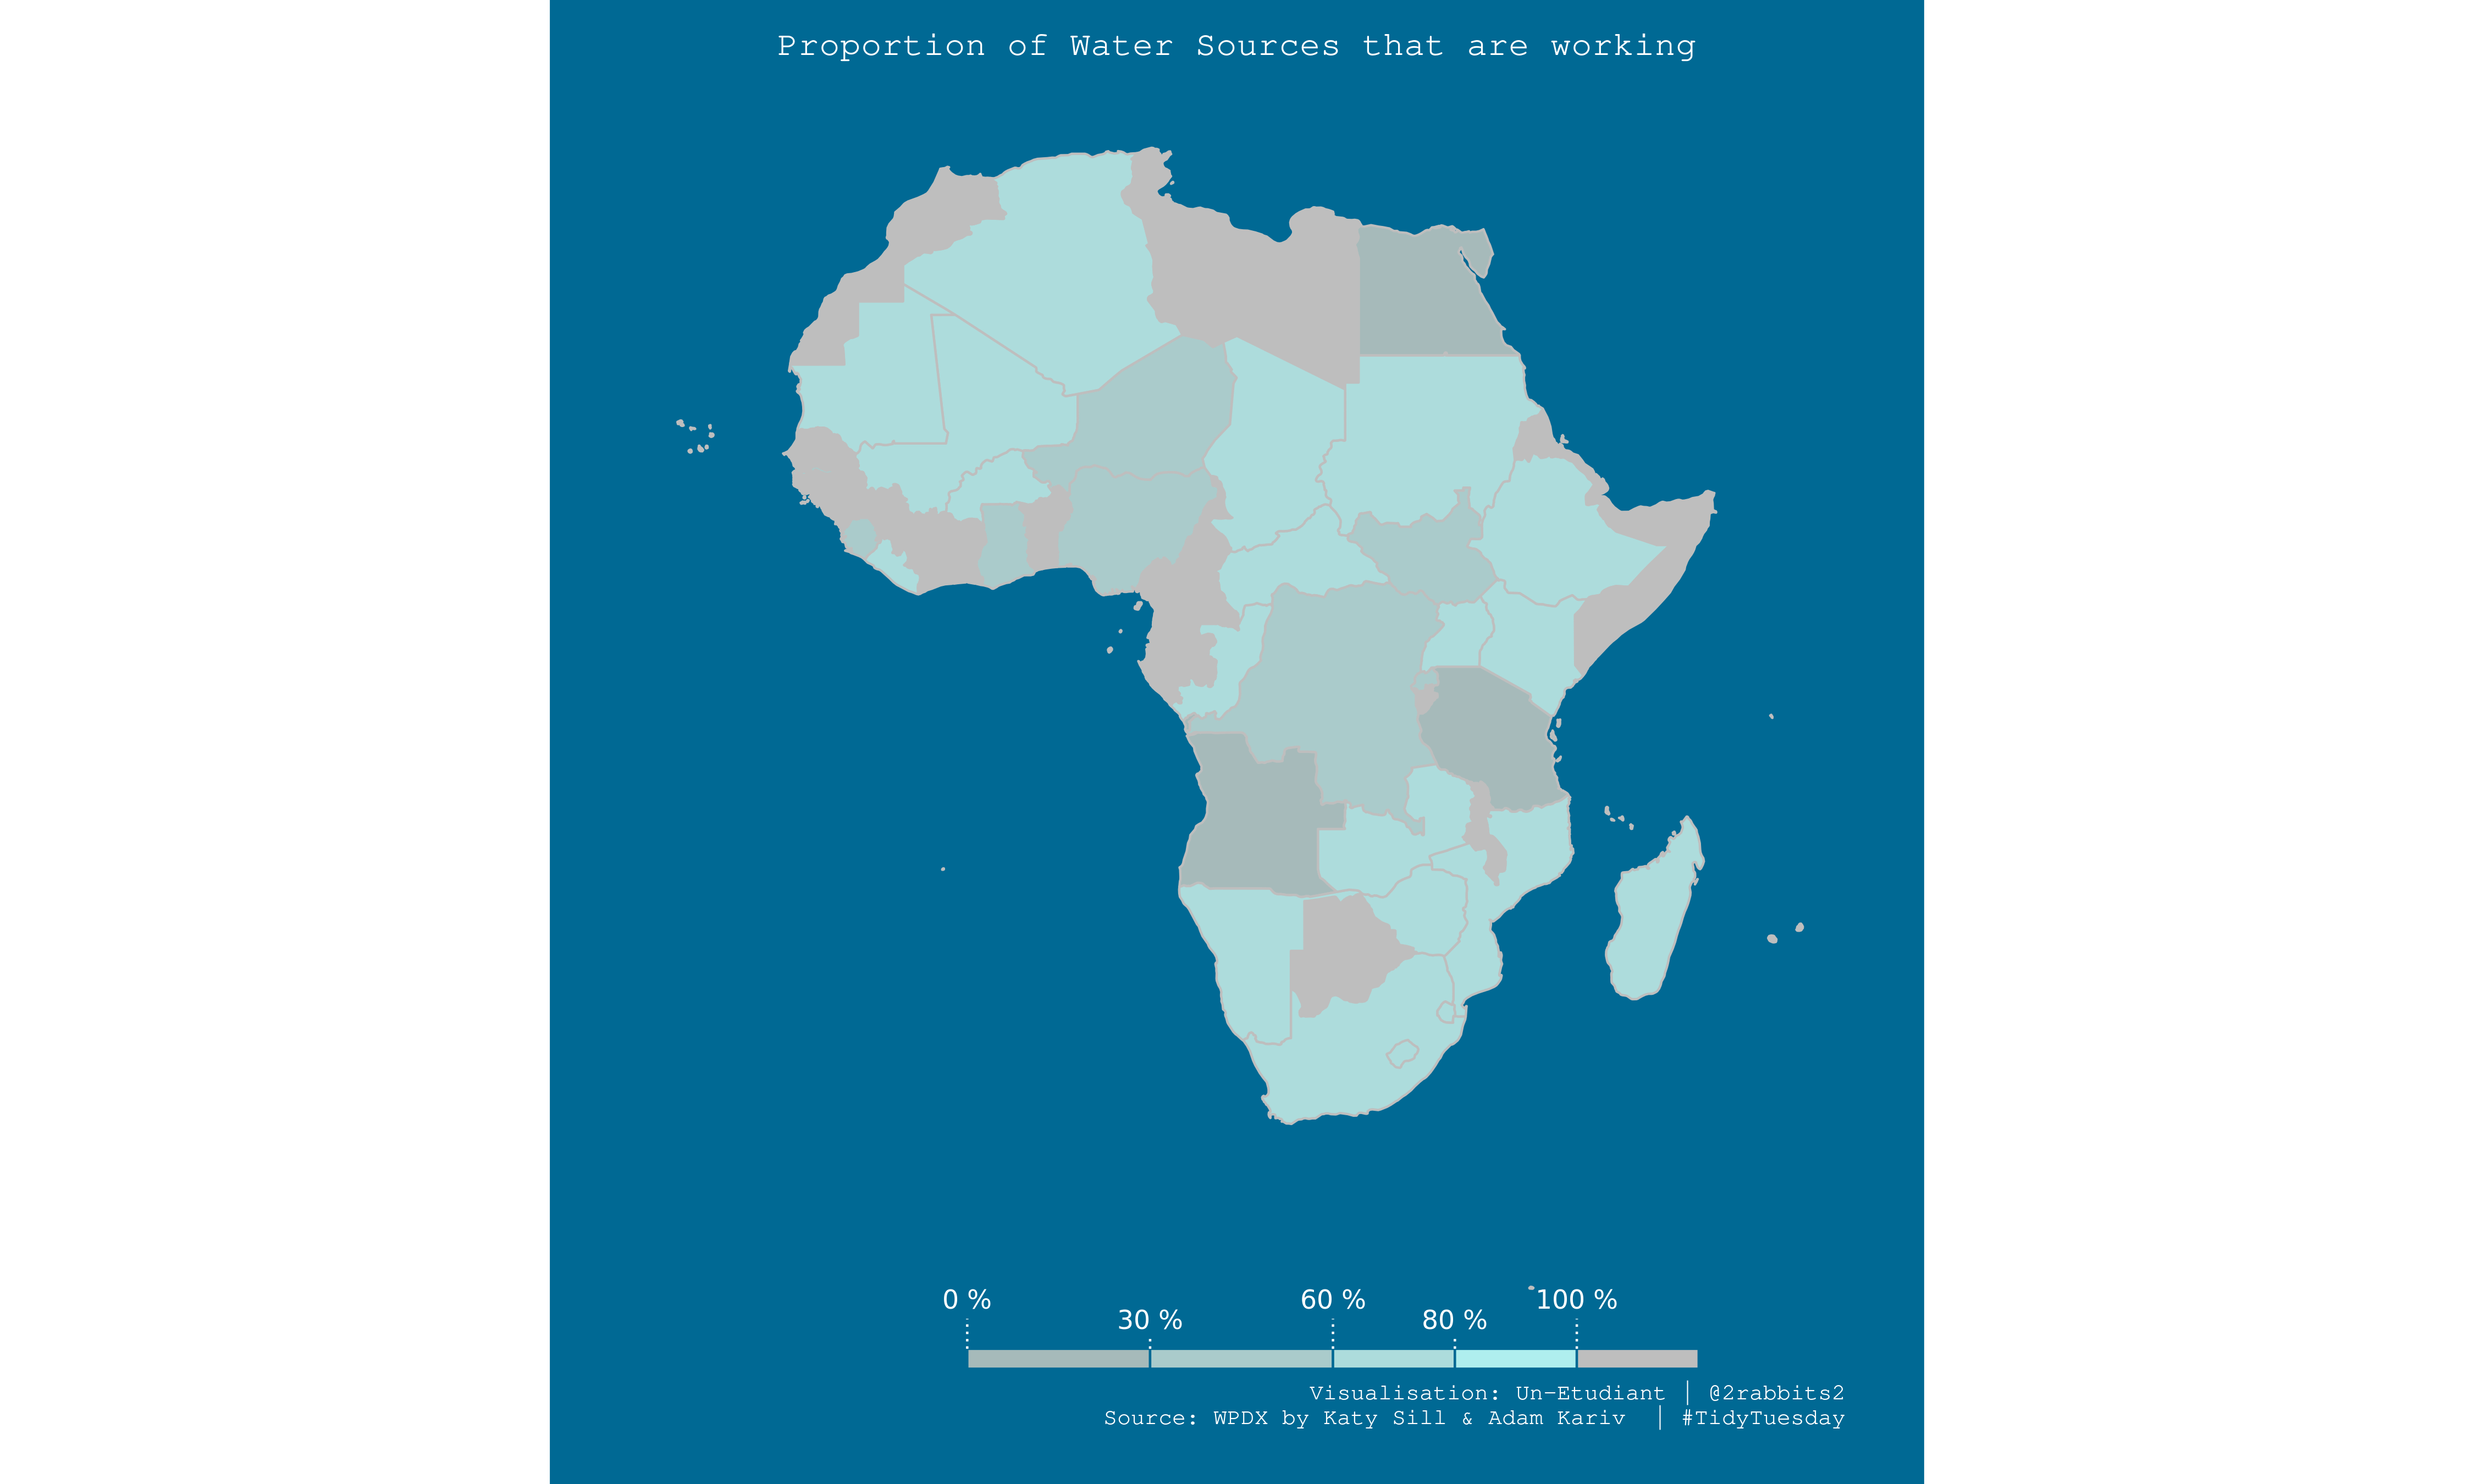 Proportion of Water Sources that are working
0 %
30 %
60 %
80 %
100 %
Visualisation: Un-Etudiant | @2rabbits2
Source: WPDX by Katy Sill & Adam Kariv | #TidyTuesday